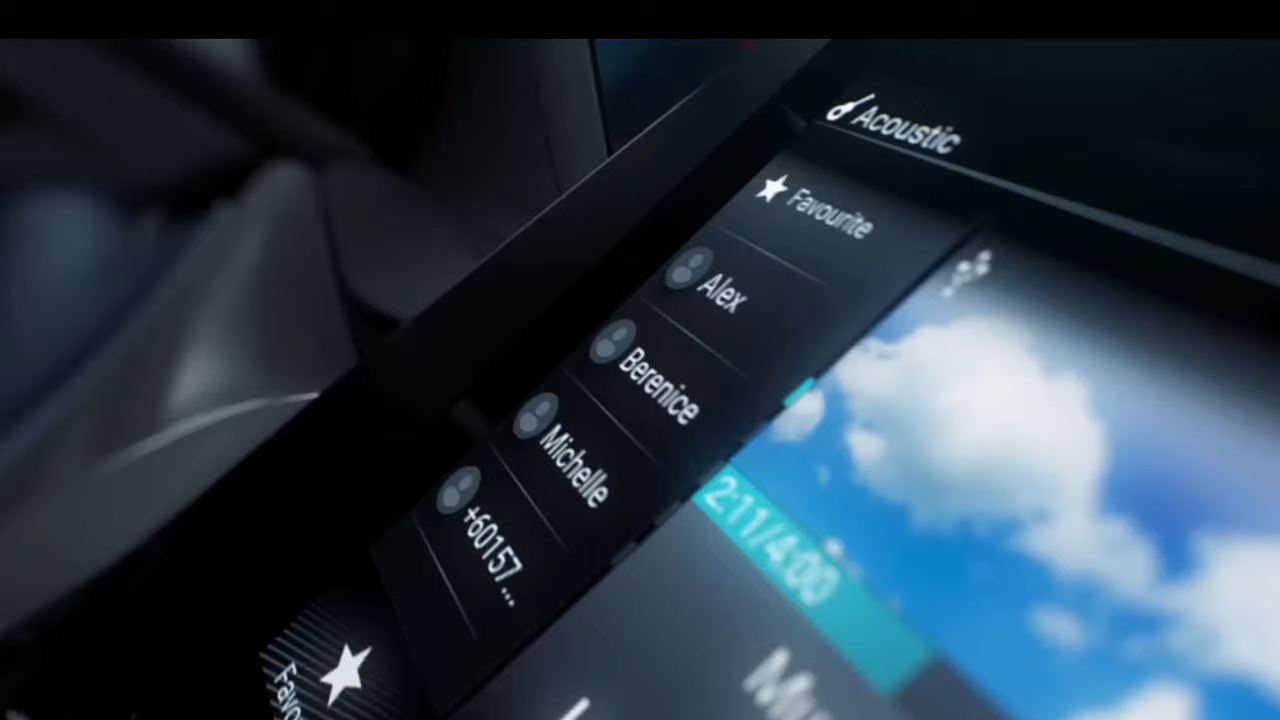 Acoustic
Favourite
Alex
Berenice
Michelle
+60157...
2:11/4:00